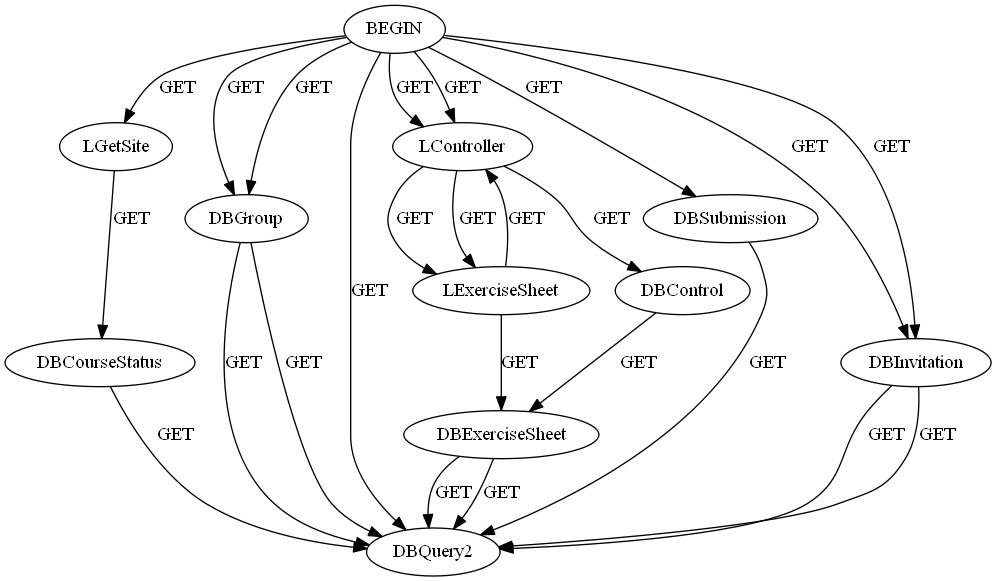 BEGIN
GET GET GET GET GET GET
LGetSite
LController
GET GET
GET GET GET GET
DBGroup
DBSubmission
GET
LExerciseSheet
DBControl
DBCourseStatus
GET GET GET GET GET
DBInvitation
GET
DBExerciseSheet
GET GET
GET GET
DBQuery2